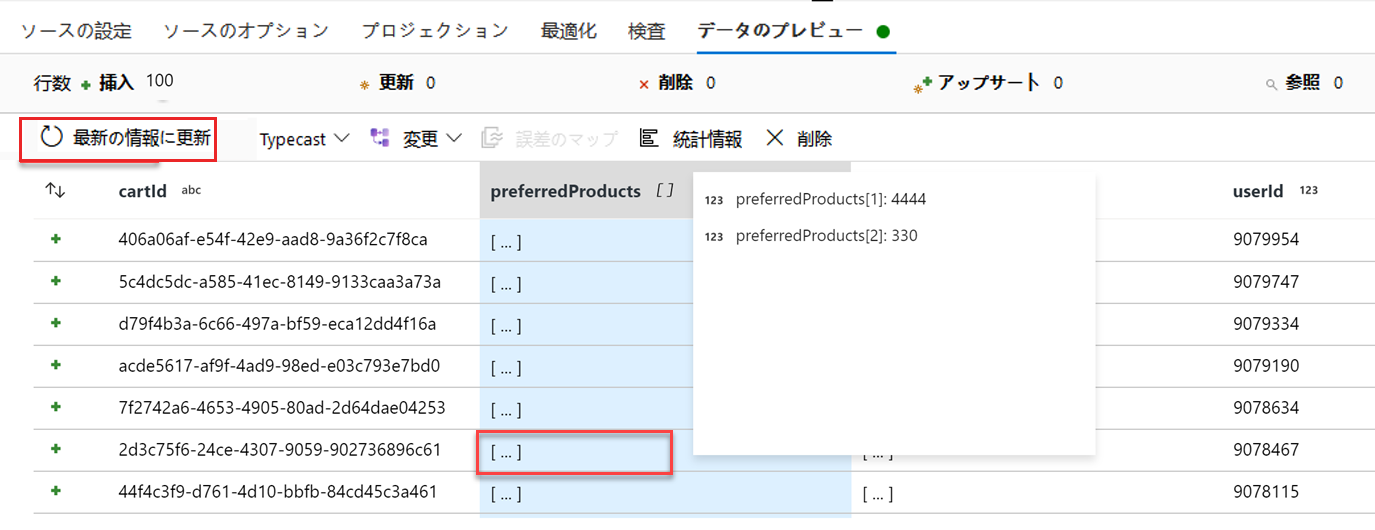 ソースの設定 ソースのオプション プロジェクション 最適化 検査 データのプレビュー
行数 挿入 100 更新 0 削除 0 アップサート 0 参照 0
最新の情報に更新 Typecast 変更 誤差のマップ 統計情報 削除
cartId abc preferredProducts [] userId 123
123 preferredProducts[1]: 4444
123 preferredProducts[2]: 330
406a06af-e54f-42e9-aad8-9a36f2c7f8ca [ ... ] 9079954
5c4dc5dc-a585-41ec-8149-9133caa3a73a [ ... ] 9079747
d79f4b3a-6c66-497a-bf59-eca12dd4f16a [ ... ] 9079334
acde5617-af9f-4ad9-98ed-e03c793e7bd0 [ ... ] 9079190
7f2742a6-4653-4905-80ad-2d64dae04253 [ ... ] 9078634
2d3c75f6-24ce-4307-9059-902736896c61 [ ... ] [ ... ] 9078467
44f4c3f9-d761-4d10-bbfb-84cd45c3a461 [ ... ] [ ... ] 9078115